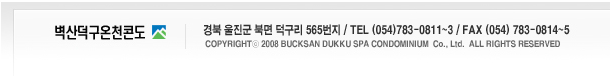 벽산덕구온천콘도
경북 울진군 북면 덕구리 565번지 / TEL (054)783-0811~3 / FAX (054) 783-0814~5
COPYRIGHTⓒ 2008 BUCKSAN DUKKU SPA CONDOMINIUM Co., Ltd. ALL RIGHTS RESERVED